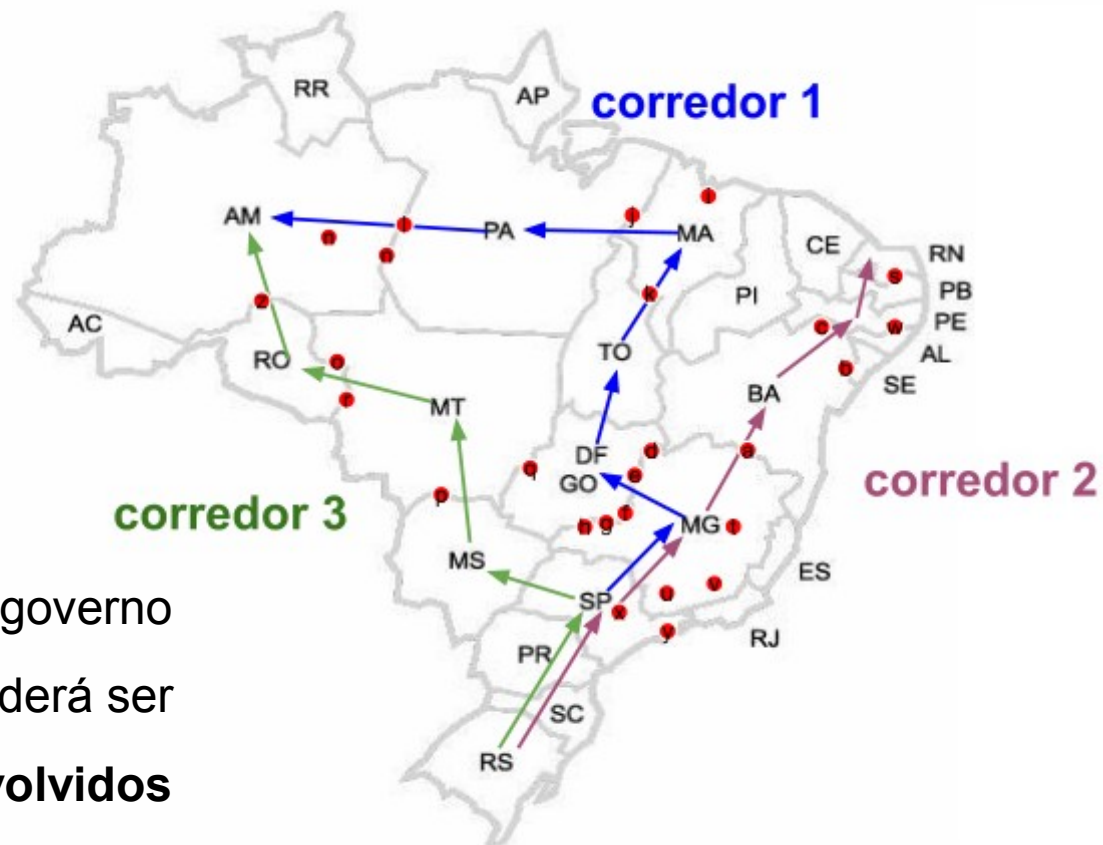 RR
AP
corredor 1
AM
PA
MA
CE
RN
PB
PE
AL
SE
PI
AC
RO
TO
BA
MT
DF
GO
corredor 2
corredor 3
MG
MS
ES
SP
RJ
PR
SC
RS
n
n
z
o
r
k
s
c
w
b
a
d
e
f
g
h
q
p
t
u
v
x
y
governo
derá ser
volvidos